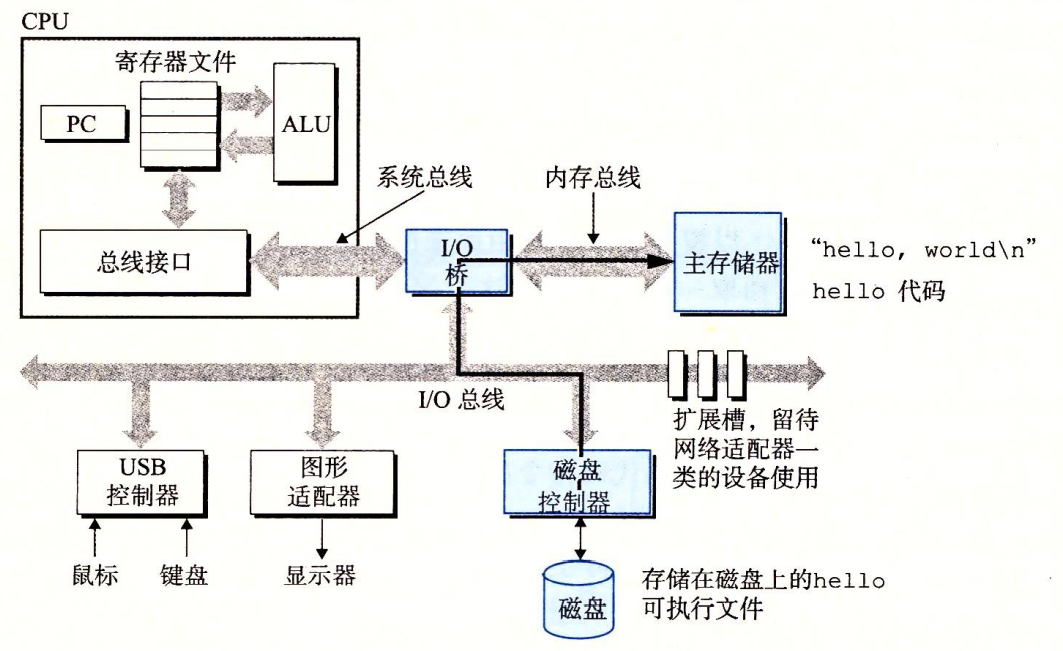 CPU
寄存器文件
PC
ALU
系统总线
内存总线
总线接口
I/O
桥
主存储器
“hello, world\n”
hello 代码
I/O 总线
扩展槽，留待
网络适配器一
类的设备使用
USB
控制器
图形
适配器
磁盘
控制器
鼠标
键盘
显示器
磁盘
存储在磁盘上的hello
可执行文件